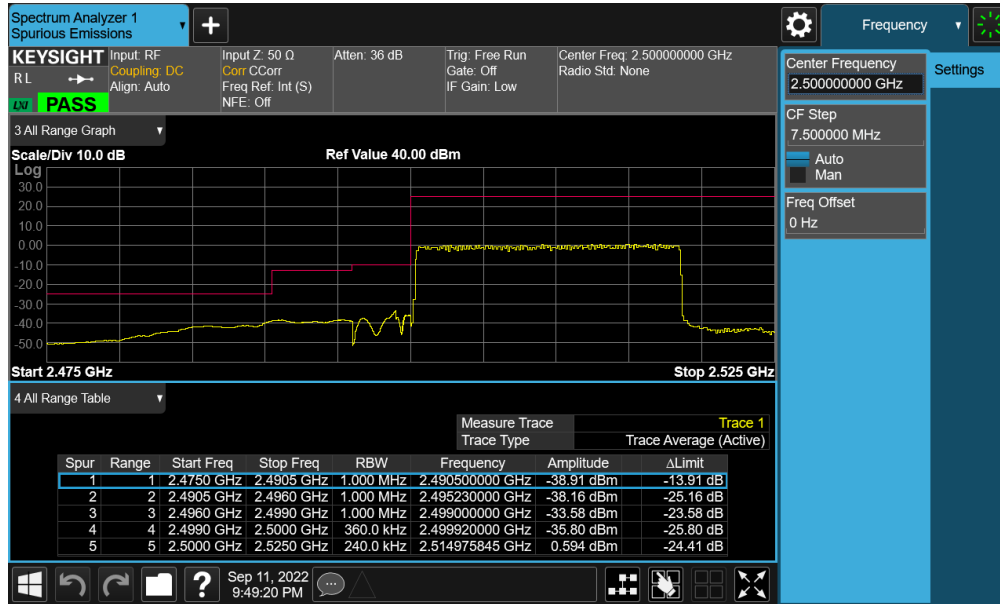 Spectrum Analyzer 1
Spurious Emissions
+
Frequency
KEYSIGHT
Input: RF
Input Z: 50 Ω
Atten: 36 dB
Trig: Free Run
Center Freq: 2.500000000 GHz
R L
Coupling: DC
Corr CCorr
Gate: Off
Radio Std: None
Align: Auto
Freq Ref: Int (S)
IF Gain: Low
LXI
PASS
NFE: Off
Center Frequency
2.500000000 GHz
Settings
CF Step
7.500000 MHz
Auto
Man
Freq Offset
0 Hz
3 All Range Graph
Scale/Div 10.0 dB
Ref Value 40.00 dBm
Log
30.0
20.0
10.0
0.00
-10.0
-20.0
-30.0
-40.0
-50.0
Start 2.475 GHz
Stop 2.525 GHz
4 All Range Table
Measure Trace Trace 1
Trace Type Trace Average (Active)
Spur Range Start Freq Stop Freq RBW Frequency Amplitude ΔLimit
1 1 2.4750 GHz 2.4905 GHz 1.000 MHz 2.490500000 GHz -38.91 dBm -13.91 dB
2 2 2.4905 GHz 2.4960 GHz 1.000 MHz 2.495230000 GHz -38.16 dBm -25.16 dB
3 3 2.4960 GHz 2.4990 GHz 1.000 MHz 2.499000000 GHz -33.58 dBm -23.58 dB
4 4 2.4990 GHz 2.5000 GHz 360.0 kHz 2.499920000 GHz -35.80 dBm -25.80 dB
5 5 2.5000 GHz 2.5250 GHz 240.0 kHz 2.514975845 GHz 0.594 dBm -24.41 dB
?
Sep 11, 2022
9:49:20 PM